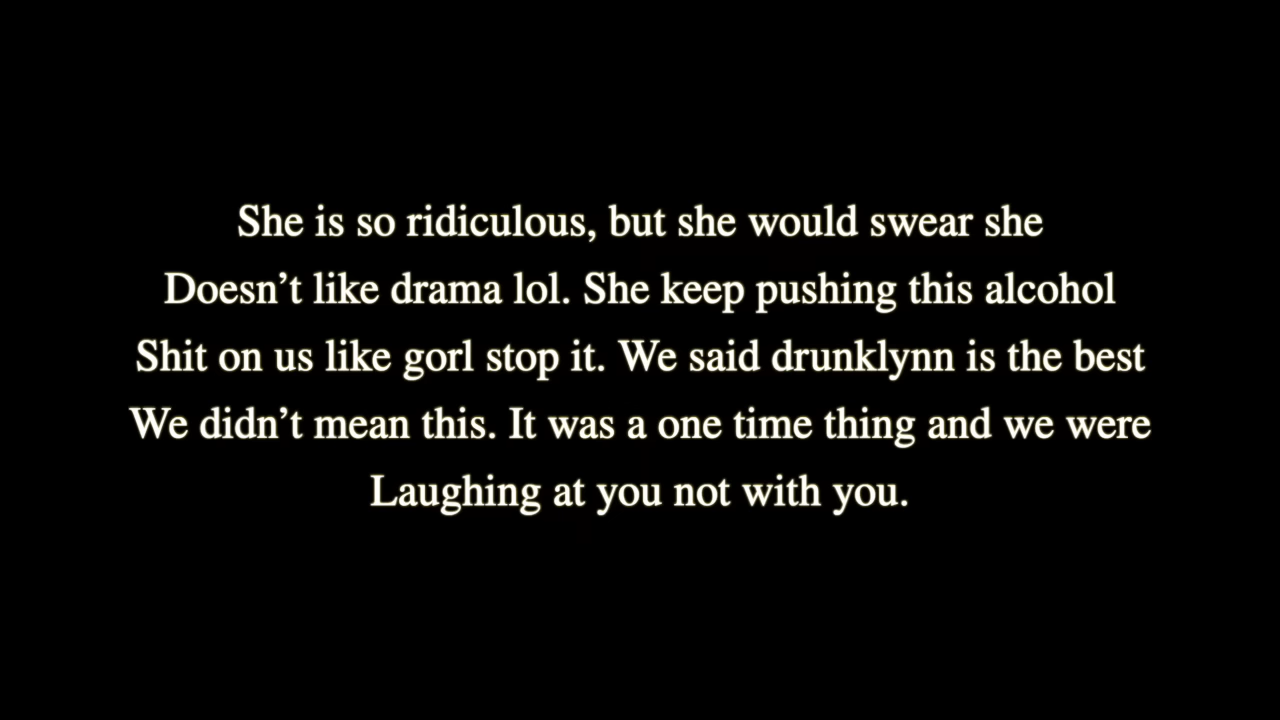 She is so ridiculous, but she would swear she
Doesn’t like drama lol. She keep pushing this alcohol
Shit on us like gorl stop it. We said drunklynn is the best
We didn’t mean this. It was a one time thing and we were
Laughing at you not with you.